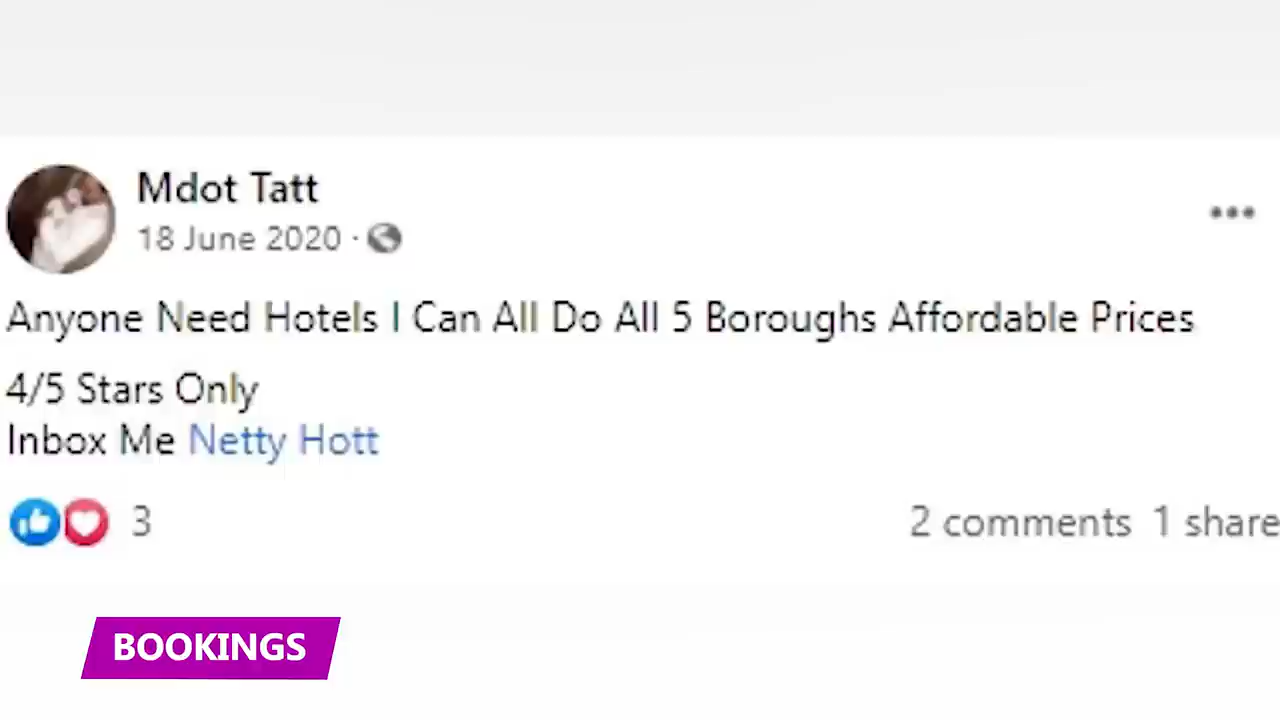 Mdot Tatt
18 June 2020 ·
Anyone Need Hotels I Can All Do All 5 Boroughs Affordable Prices
4/5 Stars Only
Inbox Me Netty Hott
3
2 comments 1 share
BOOKINGS